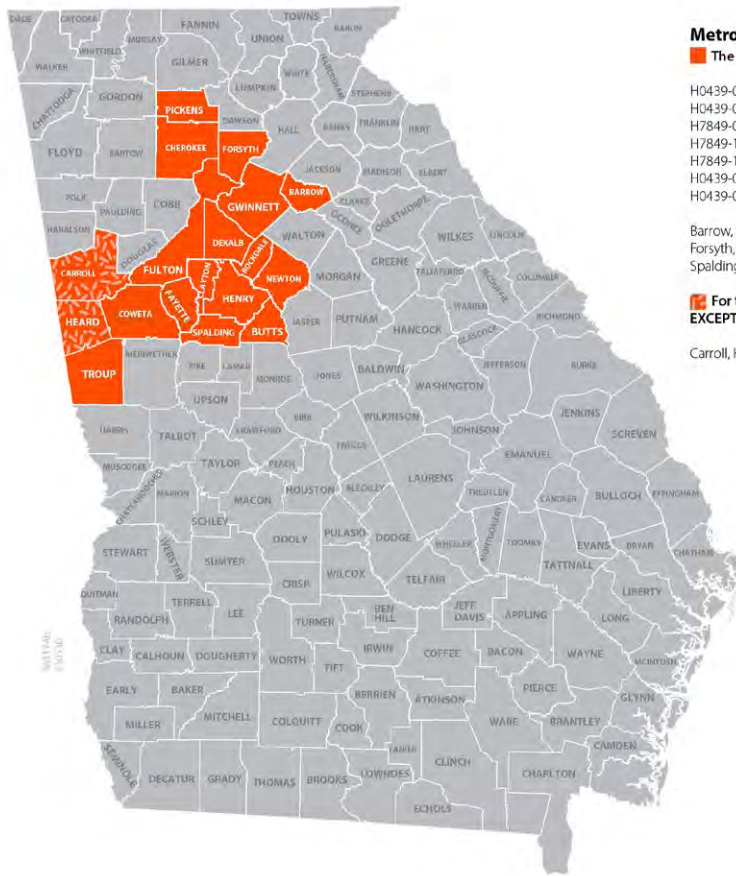 DADE CATOOSA FANNIN TOWNS RABUN
WHITFIELD MURRAY UNION
WALKER GILMER WHITE HABERSHAM
CHATTOOGA GORDON LUMPKIN STEPHENS
PICKENS DAWSON
FLOYD BARTOW CHEROKEE FORSYTH HALL BANKS FRANKLIN HART
JACKSON MADISON ELBERT
POLK PAULDING COBB GWINNETT BARROW CLARKE OGLETHORPE
HARALSON DEKALB OCONEE WILKES LINCOLN
DOUGLAS WALTON
CARROLL FULTON CLAYTON ROCKDALE NEWTON MORGAN GREENE TALIAFERRO MCDUFFIE COLUMBIA
HEARD COWETA FAYETTE HENRY WARREN RICHMOND
SPALDING BUTTS JASPER PUTNAM HANCOCK GLASCOCK
TROUP MERIWETHER PIKE LAMAR MONROE JONES BALDWIN JEFFERSON BURKE
UPSON WASHINGTON
HARRIS TALBOT CRAWFORD BIBB WILKINSON JOHNSON JENKINS SCREVEN
MUSCOGEE TAYLOR PEACH TWIGGS EMANUEL
CHATTAHOOCHEE MARION MACON HOUSTON BLECKLEY LAURENS TREUTLEN CANDLER BULLOCH EFFINGHAM
SCHLEY
STEWART WEBSTER SUMTER DOOLY PULASKI DODGE WHEELER MONTGOMERY TOOMBS EVANS BRYAN CHATHAM
TATTNALL
QUITMAN CRISP WILCOX TELFAIR LIBERTY
RANDOLPH TERRELL LEE TURNER BEN HILL JEFF DAVIS APPLING LONG
CLAY CALHOUN DOUGHERTY WORTH TIFT IRWIN COFFEE BACON WAYNE MCINTOSH
EARLY BAKER BERRIEN ATKINSON PIERCE GLYNN
MILLER MITCHELL COLQUITT COOK WARE BRANTLEY
LANIER CLINCH CAMDEN
SEMINOLE DECATUR GRADY THOMAS BROOKS LOWNDES CHARLTON
ECHOLS
Metro
The
H0439-0
H0439-0
H7849-0
H7849-1
H7849-1
H0439-0
H0439-0
Barrow,
Forsyth,
Spalding
For
EXCEPT
Carroll, H